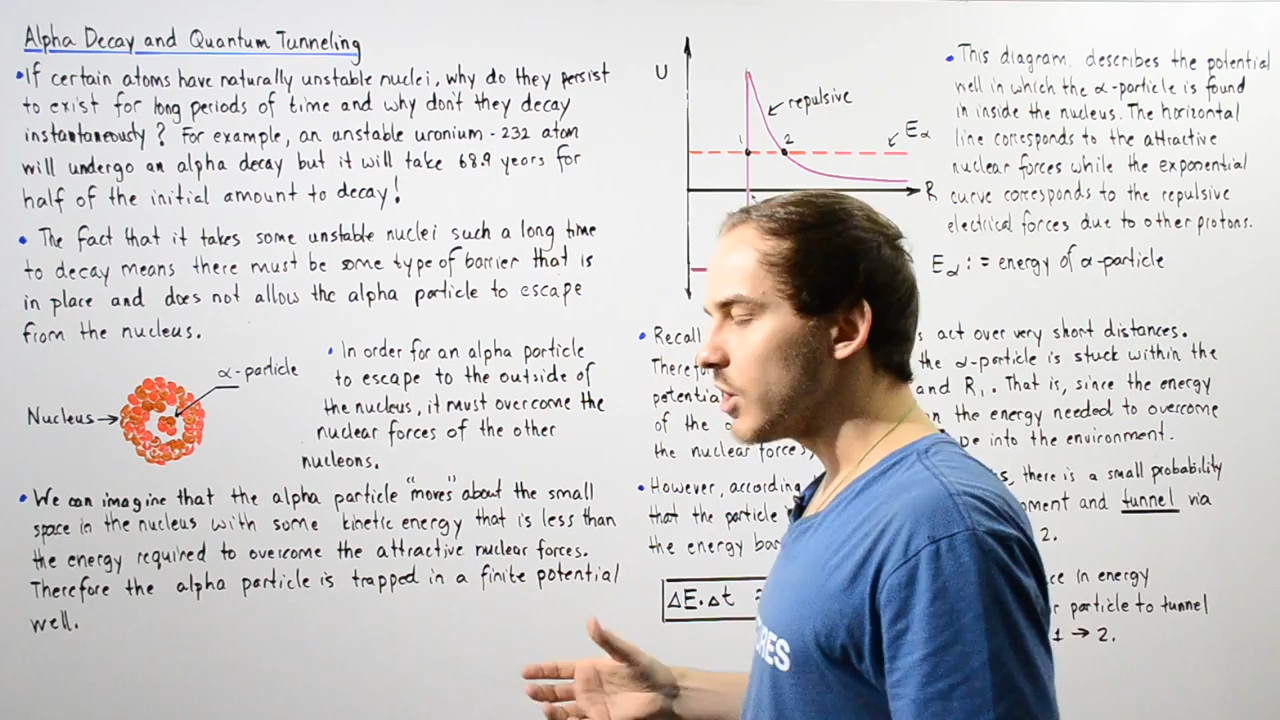 Alpha Decay and Quantum Tunneling
•If certain atoms have naturally unstable nuclei, why do they persist
to exist for long periods of time and why don't they decay
instantaneously? For example, an unstable uranium-232 atom
will undergo an alpha decay but it will take 68.9 years for
half of the initial amount to decay!
• The fact that it takes some unstable nuclei such a long time
to decay means there must be some type of barrier that is
in place and does not allow the alpha particle to escape
from the nucleus.
α-particle
Nucleus
• In order for an alpha particle
to escape to the outside of
the nucleus, it must overcome the
nuclear forces of the other
nucleons.
• We can imagine that the alpha particle "moves" about the small
space in the nucleus with some kinetic energy that is less than
the energy required to overcome the attractive nuclear forces.
Therefore the alpha particle is trapped in a finite potential
well.
U
repulsive
1
2
Eα
R
• This diagram describes the potential
well in which the α-particle is found
in inside the nucleus. The horizontal
line corresponds to the attractive
nuclear forces while the exponential
curve corresponds to the repulsive
electrical forces due to other protons.
Eα : = energy of α-particle
• Recall act over very short distances.
the α-particle is stuck within the
and R₁. That is, since the energy
of the the energy needed to overcome
the nuclear forces, into the environment.
• However, according there is a small probability
that the particle and tunnel via
the energy 2.
ΔE·Δt in energy
particle to tunnel
1 → 2.